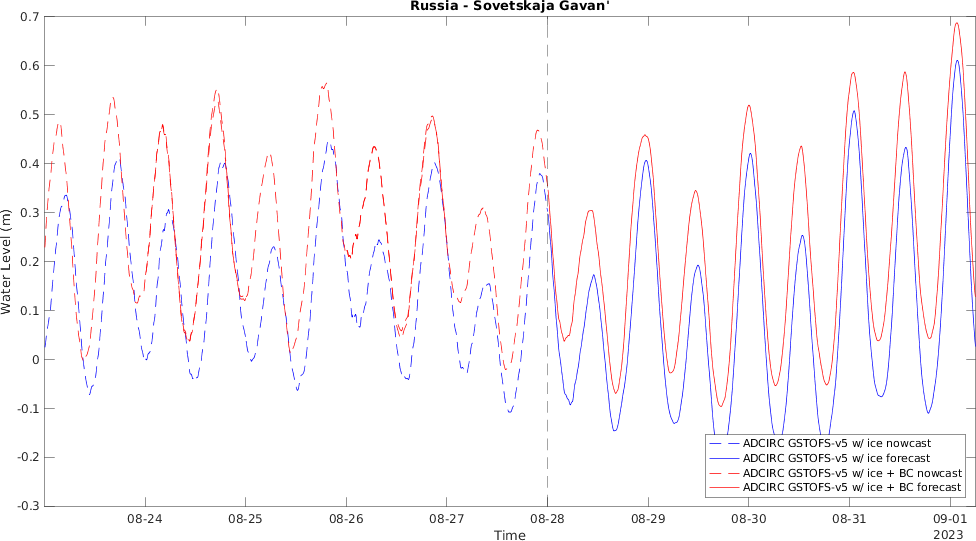 Russia - Sovetskaja Gavan'
0.7
0.6
0.5
0.4
0.3
0.2
0.1
0
-0.1
-0.2
-0.3
Water Level (m)
ADCIRC GSTOFS-v5 w/ ice nowcast
ADCIRC GSTOFS-v5 w/ ice forecast
ADCIRC GSTOFS-v5 w/ ice + BC nowcast
ADCIRC GSTOFS-v5 w/ ice + BC forecast
08-24 08-25 08-26 08-27 08-28 08-29 08-30 08-31 09-01
Time 2023